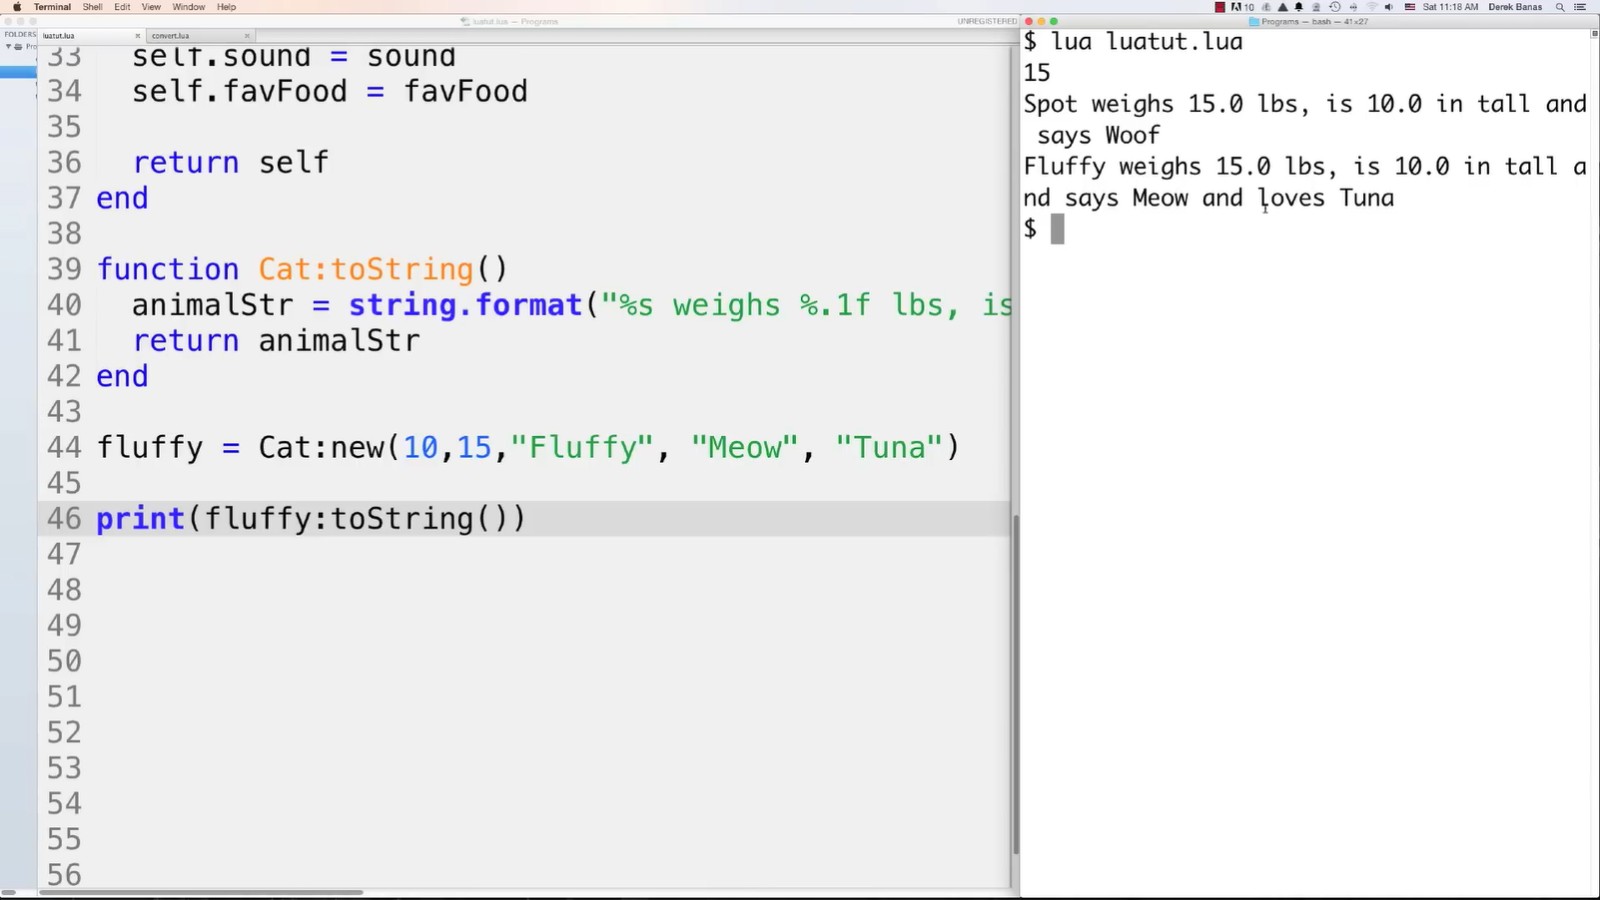 Terminal Shell Edit View Window Help
10 Sat 11:18 AM Derek Banas
luatut.lua — Programs
UNREGISTERED
Programs — bash — 41×27
FOLDERS
luatut.lua convert.lua
33 self.sound = sound
34 self.favFood = favFood
35
36 return self
37 end
38
39 function Cat:toString()
40 animalStr = string.format("%s weighs %.1f lbs, is
41 return animalStr
42 end
43
44 fluffy = Cat:new(10,15,"Fluffy", "Meow", "Tuna")
45
46 print(fluffy:toString())
47
48
49
50
51
52
53
54
55
56
$ lua luatut.lua
15
Spot weighs 15.0 lbs, is 10.0 in tall and
says Woof
Fluffy weighs 15.0 lbs, is 10.0 in tall a
nd says Meow and loves Tuna
$